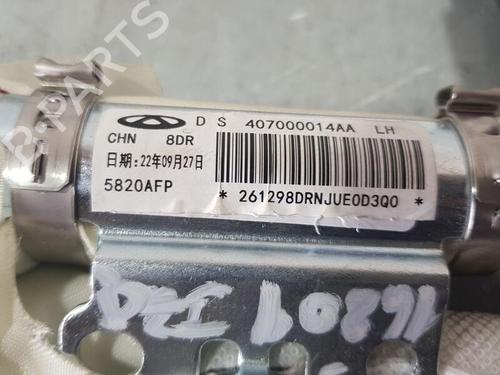 B-PARTS
D S 407000014AA LH
CHN 8DR
日期:22年09月27日
5820AFP
* 261298DRNJUE0D3Q0 *